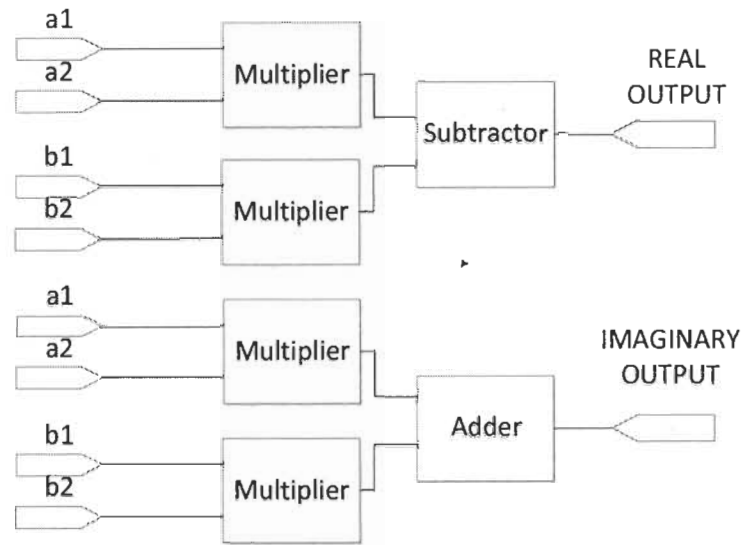 a1
a2
Multiplier
b1
b2
Multiplier
Subtractor
REAL
OUTPUT
a1
a2
Multiplier
b1
b2
Multiplier
Adder
IMAGINARY
OUTPUT